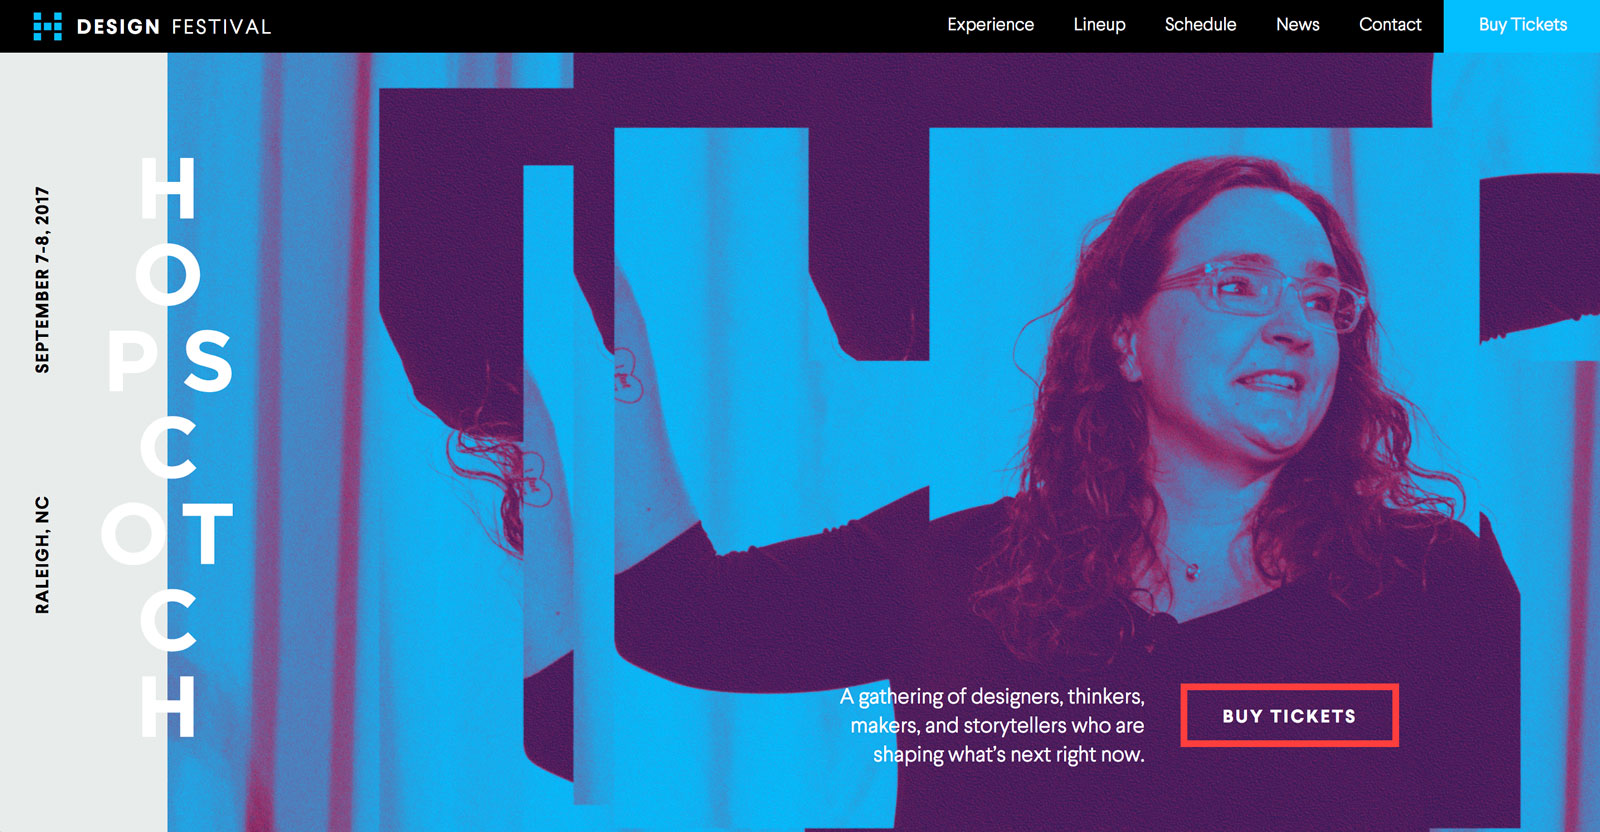 DESIGN FESTIVAL
Experience
Lineup
Schedule
News
Contact
Buy Tickets
SEPTEMBER 7-8, 2017
RALEIGH, NC
H
O
P S
C
O T
C
H
A gathering of designers, thinkers,
makers, and storytellers who are
shaping what's next right now.
BUY TICKETS